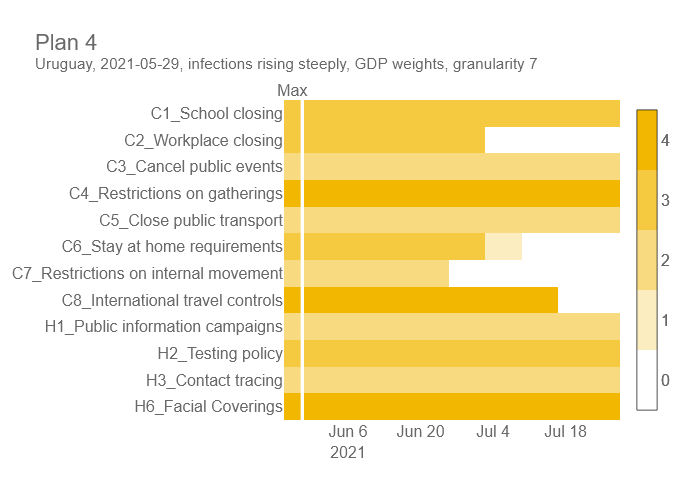 Plan 4
Uruguay, 2021-05-29, infections rising steeply, GDP weights, granularity 7
Max
C1_School closing
C2_Workplace closing
C3_Cancel public events
C4_Restrictions on gatherings
C5_Close public transport
C6_Stay at home requirements
C7_Restrictions on internal movement
C8_International travel controls
H1_Public information campaigns
H2_Testing policy
H3_Contact tracing
H6_Facial Coverings
4
3
2
1
0
Jun 6 Jun 20 Jul 4 Jul 18
2021